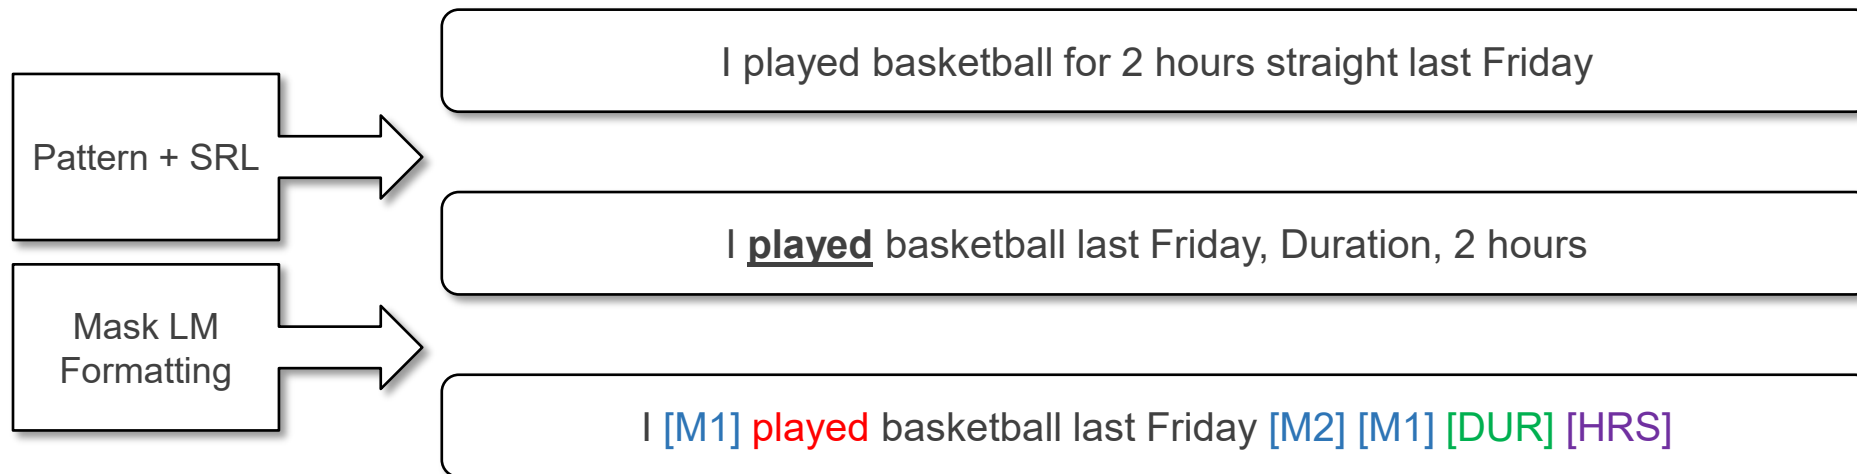 I played basketball for 2 hours straight last Friday
Pattern + SRL
I played basketball last Friday, Duration, 2 hours
Mask LM
Formatting
I [M1] played basketball last Friday [M2] [M1] [DUR] [HRS]